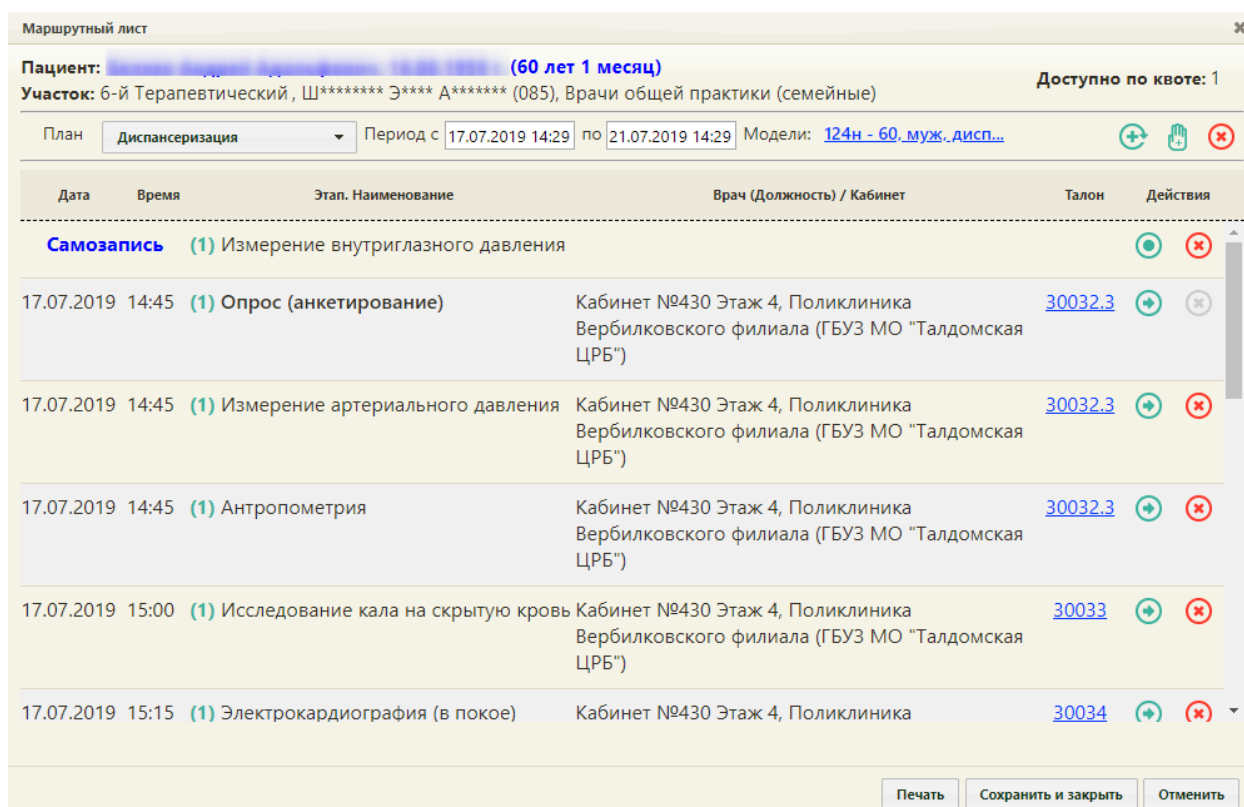 Маршрутный лист
Пациент: (60 лет 1 месяц)
Доступно по квоте: 1
Участок: 6-й Терапевтический , Ш******** Э**** А******* (085), Врачи общей практики (семейные)
План Диспансеризация Период с 17.07.2019 14:29 по 21.07.2019 14:29 Модели: 124н - 60, муж, дисп...
Дата Время Этап. Наименование Врач (Должность) / Кабинет Талон Действия
Самозапись (1) Измерение внутриглазного давления
17.07.2019 14:45 (1) Опрос (анкетирование) Кабинет №430 Этаж 4, Поликлиника 30032.3
Вербилковского филиала (ГБУЗ МО "Талдомская
ЦРБ")
17.07.2019 14:45 (1) Измерение артериального давления Кабинет №430 Этаж 4, Поликлиника 30032.3
Вербилковского филиала (ГБУЗ МО "Талдомская
ЦРБ")
17.07.2019 14:45 (1) Антропометрия Кабинет №430 Этаж 4, Поликлиника 30032.3
Вербилковского филиала (ГБУЗ МО "Талдомская
ЦРБ")
17.07.2019 15:00 (1) Исследование кала на скрытую кровь Кабинет №430 Этаж 4, Поликлиника 30033
Вербилковского филиала (ГБУЗ МО "Талдомская
ЦРБ")
17.07.2019 15:15 (1) Электрокардиография (в покое) Кабинет №430 Этаж 4, Поликлиника 30034
Печать Сохранить и закрыть Отменить